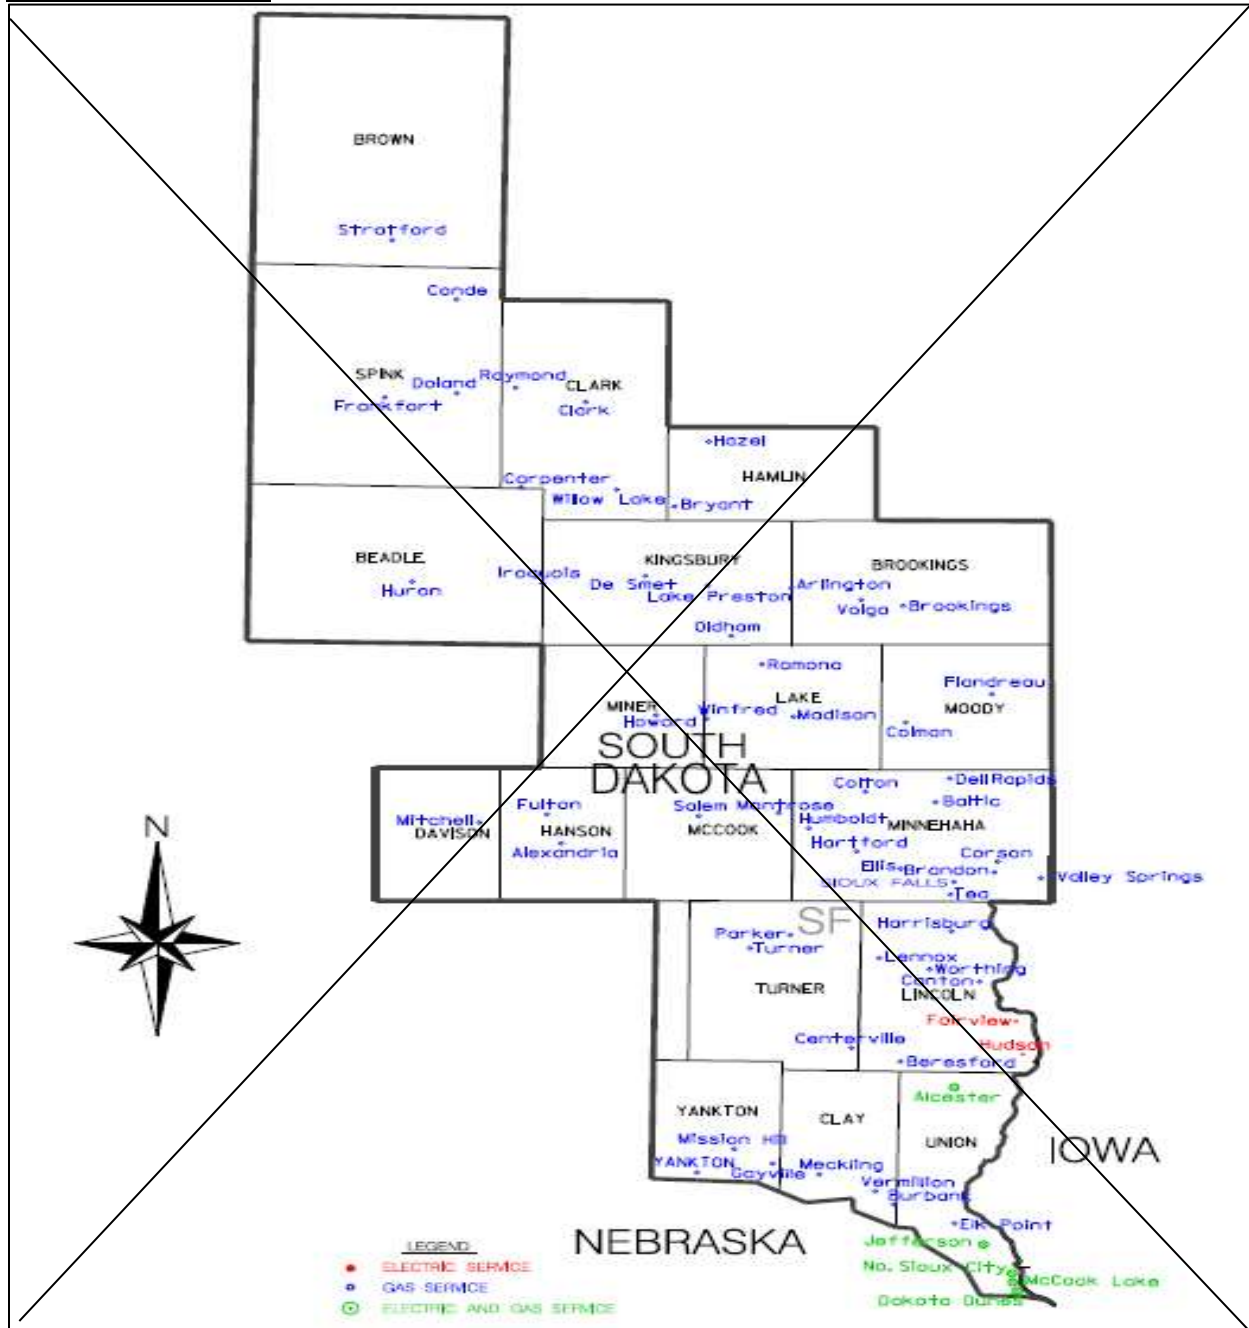 BROWN
Stratford
Conde
SPINK
Doland
Raymond
CLARK
Frankfort
Clark
Hazel
HAMLIN
Carpenter
Willow Lake
Bryant
BEADLE
KINGSBURY
BROOKINGS
Iroquois
Huron
De Smet
Lake Preston
Arlington
Volga
Brookings
Oldham
Ramona
Flandreau
LAKE
MINER
Winfred
Madison
MOODY
Howard
Colman
SOUTH
DAKOTA
Colton
Dell Rapids
Baltic
Fulton
Salem
Montrose
Mitchell
DAVISON
HANSON
MCCOOK
Humboldt
MINNEHAHA
Alexandria
Hartford
Corson
Ellis
Brandon
Valley Springs
SIOUX FALLS
Tea
N
SF
Harrisburg
Parker
Turner
Lennox
Worthing
Canton
TURNER
LINCOLN
Fairview
Centerville
Hudson
Beresford
Alcester
YANKTON
CLAY
UNION
IOWA
Mission Hill
YANKTON
Gayville
Meckling
Vermillion
Burbank
Elk Point
NEBRASKA
Jefferson
No. Sioux City
McCook Lake
Dakota Dunes
LEGEND
ELECTRIC SERVICE
GAS SERVICE
ELECTRIC AND GAS SERVICE